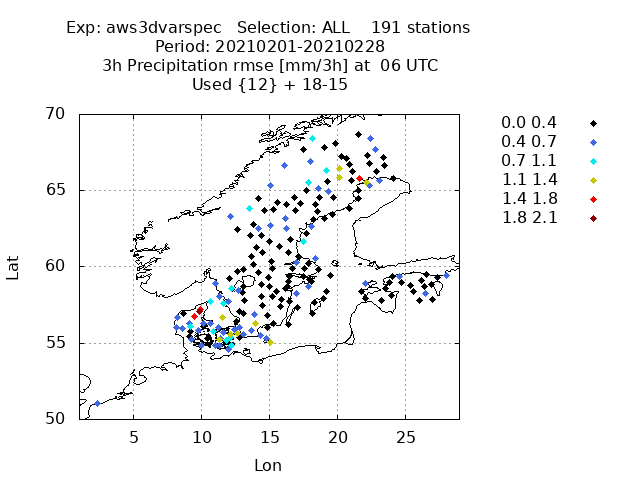 Exp: aws3dvarspec   Selection: ALL    191 stations
Period: 20210201-20210228
3h Precipitation rmse [mm/3h] at  06 UTC
Used {12} + 18-15
70
65
60
55
50
Lat
5 10 15 20 25
Lon
0.0 0.4
0.4 0.7
0.7 1.1
1.1 1.4
1.4 1.8
1.8 2.1